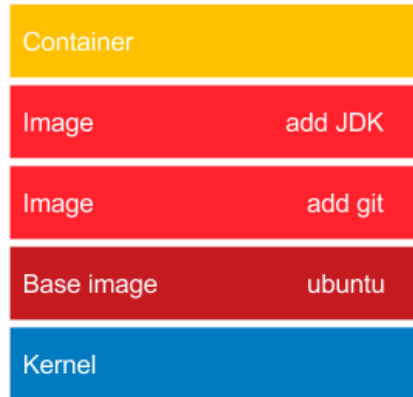 Container
Image add JDK
Image add git
Base image ubuntu
Kernel